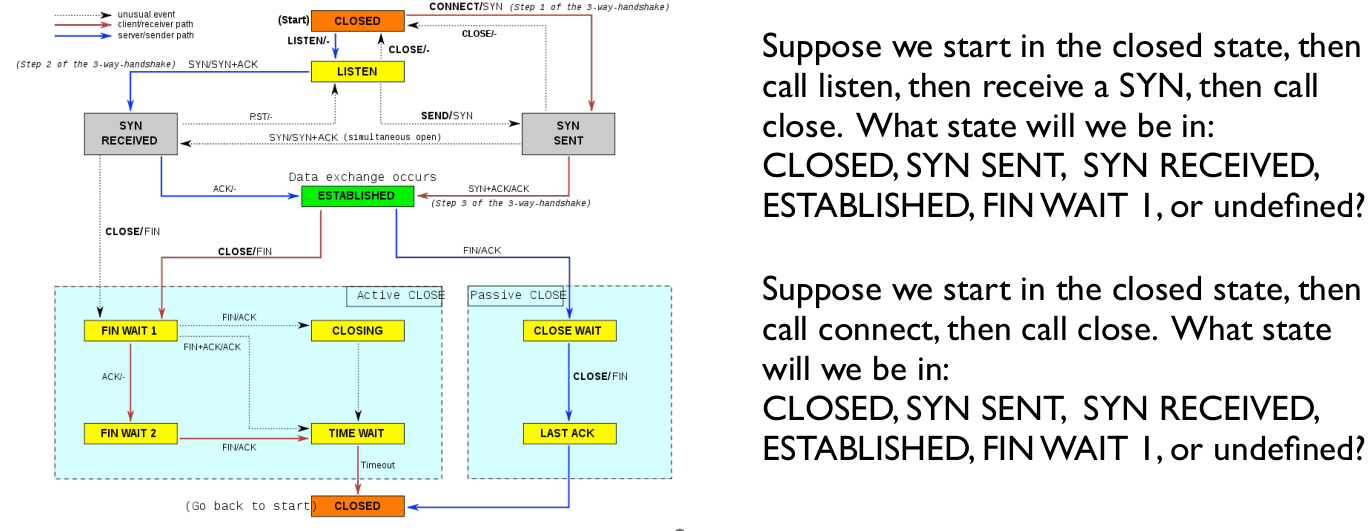 unusual event
client/receiver path
server/sender path
(Start)
CLOSED
CONNECT/SYN (Step 1 of the 3-way-handshake)
CLOSE/-
LISTEN/-
CLOSE/-
(Step 2 of the 3-way-handshake)
SYN/SYN+ACK
LISTEN
SYN
RECEIVED
RST/-
SEND/SYN
SYN/SYN+ACK (simultaneous open)
SYN
SENT
Data exchange occurs
ACK/-
ESTABLISHED
SYN+ACK/ACK
(Step 3 of the 3-way-handshake)
CLOSE/FIN
CLOSE/FIN
FIN/ACK
Active CLOSE
Passive CLOSE
FIN WAIT 1
FIN/ACK
CLOSING
CLOSE WAIT
FIN+ACK/ACK
ACK/-
CLOSE/FIN
FIN WAIT 2
TIME WAIT
LAST ACK
FIN/ACK
Timeout
(Go back to start)
CLOSED
Suppose we start in the closed state, then
call listen, then receive a SYN, then call
close. What state will we be in:
CLOSED, SYN SENT, SYN RECEIVED,
ESTABLISHED, FIN WAIT 1, or undefined?
Suppose we start in the closed state, then
call connect, then call close. What state
will we be in:
CLOSED, SYN SENT, SYN RECEIVED,
ESTABLISHED, FIN WAIT 1, or undefined?